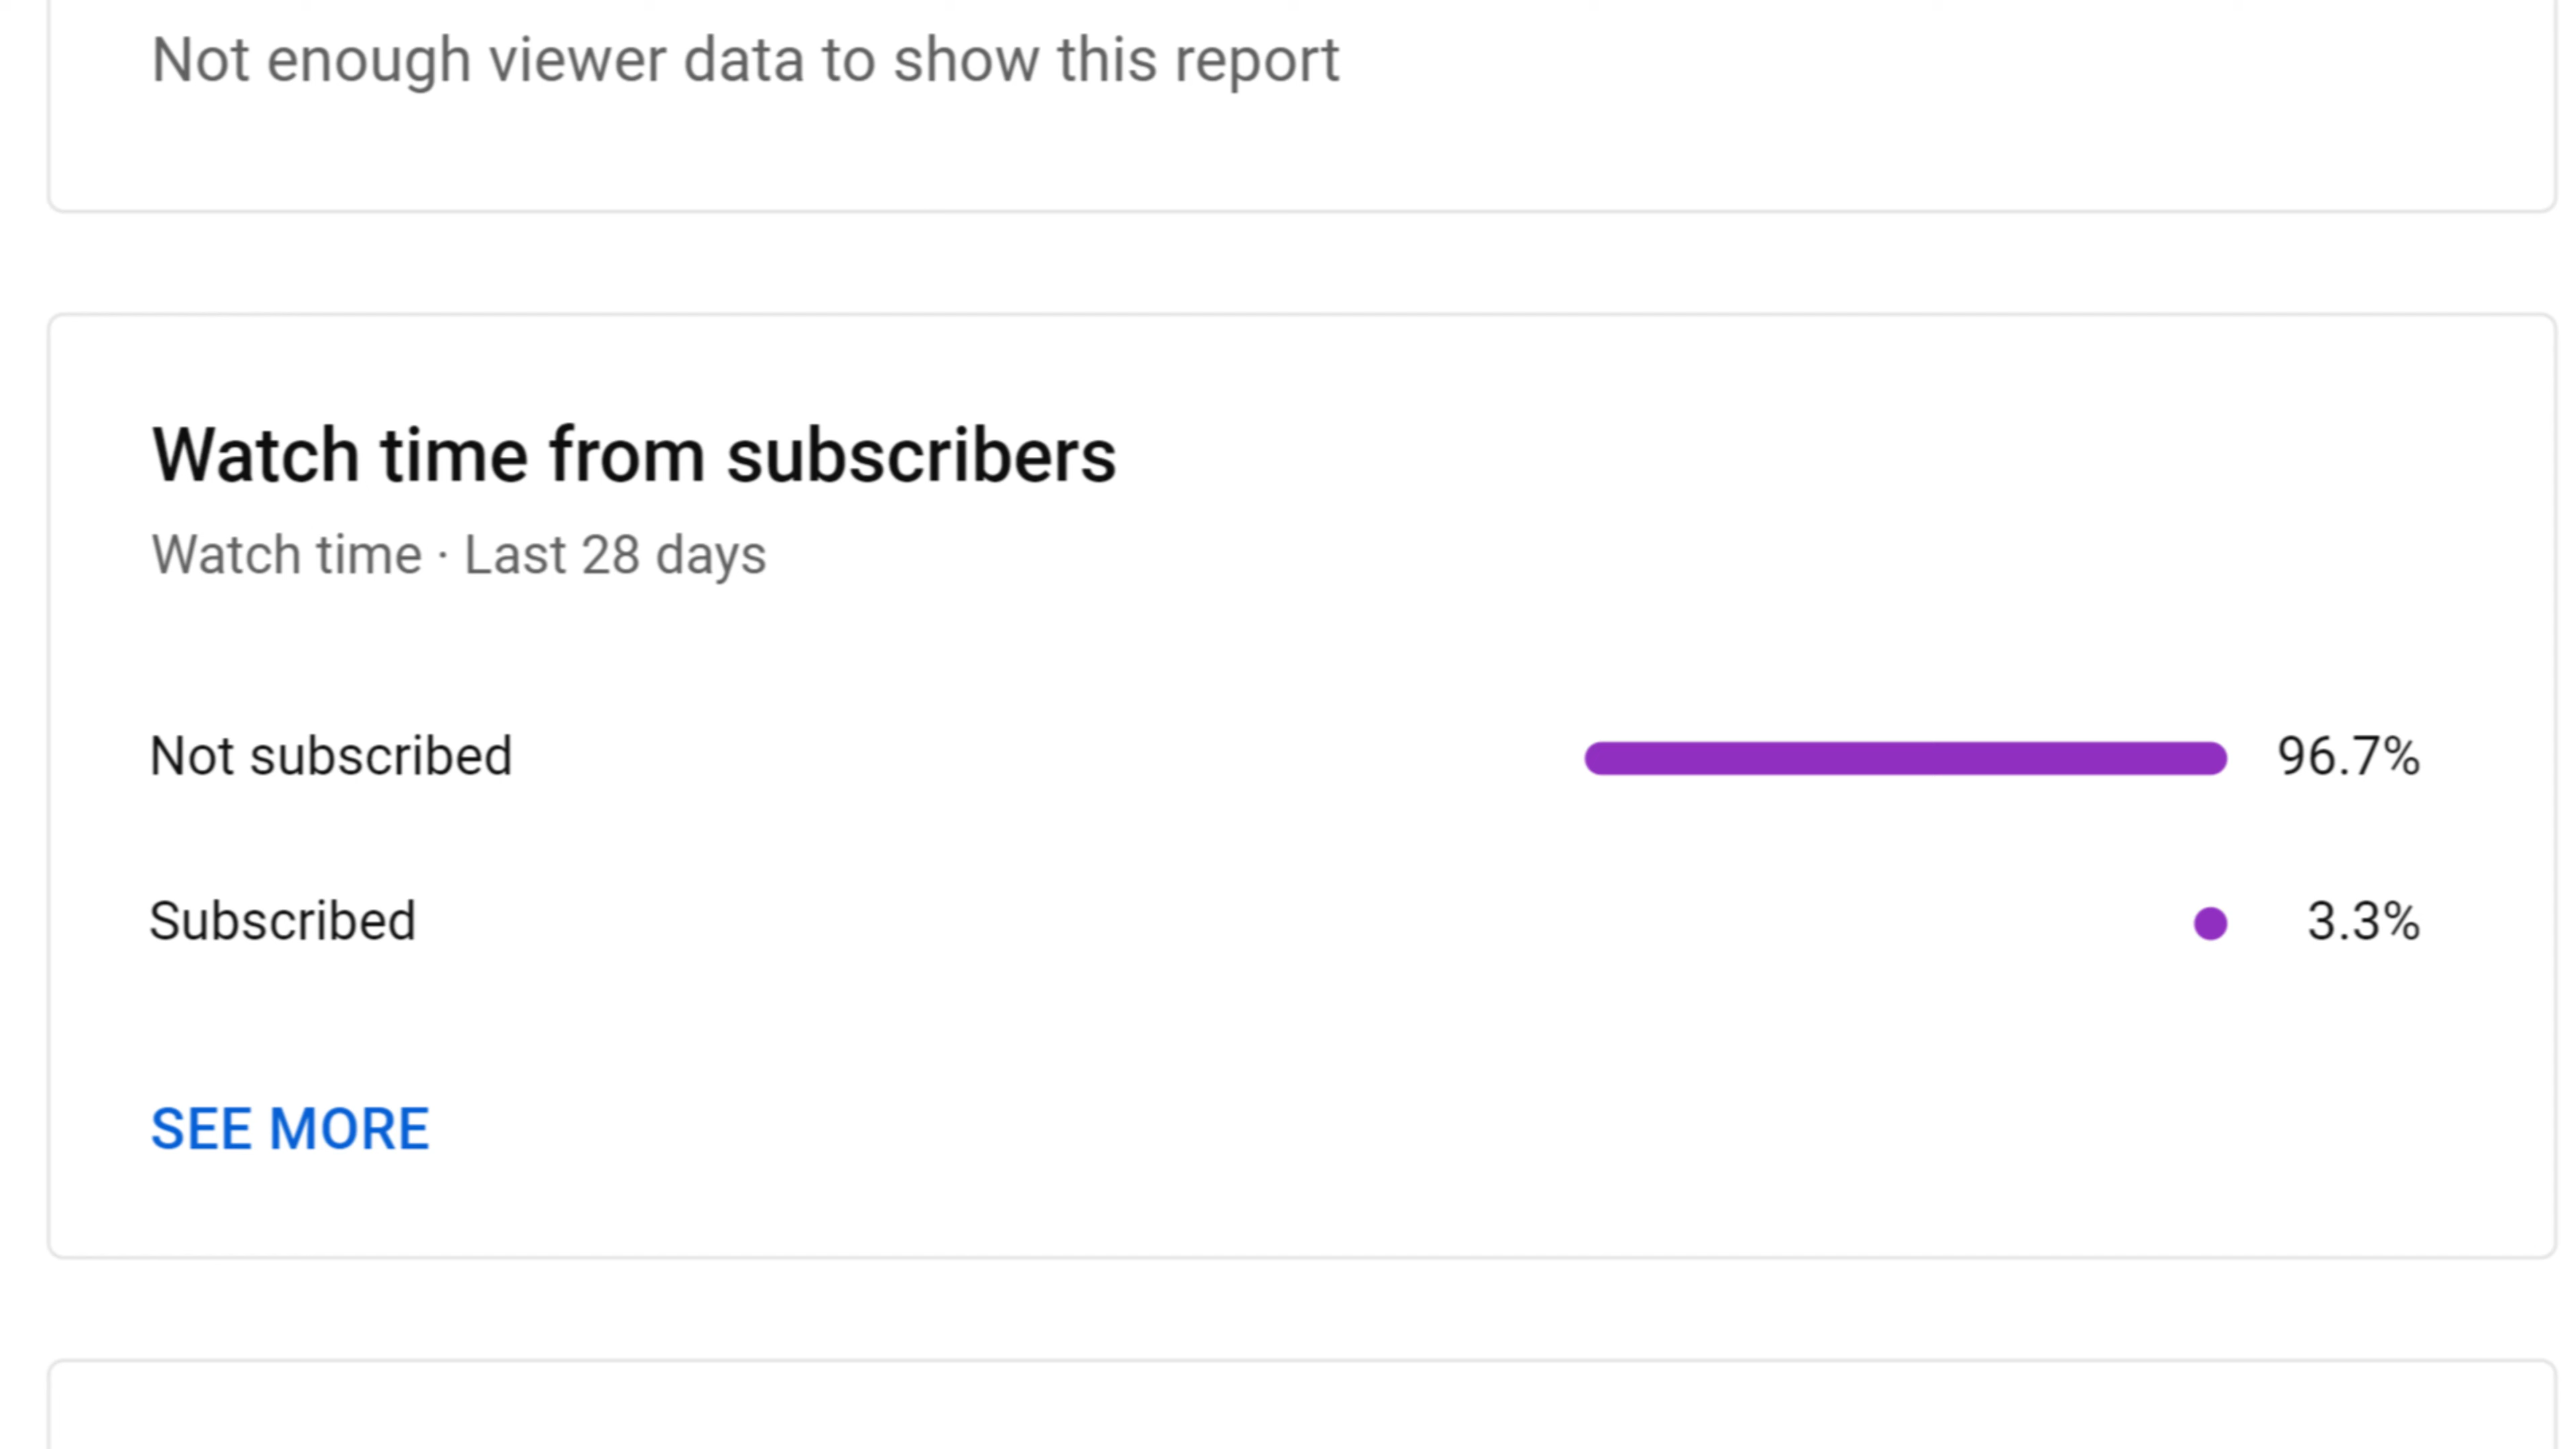 Not enough viewer data to show this report
Watch time from subscribers
Watch time · Last 28 days
Not subscribed 96.7%
Subscribed 3.3%
SEE MORE